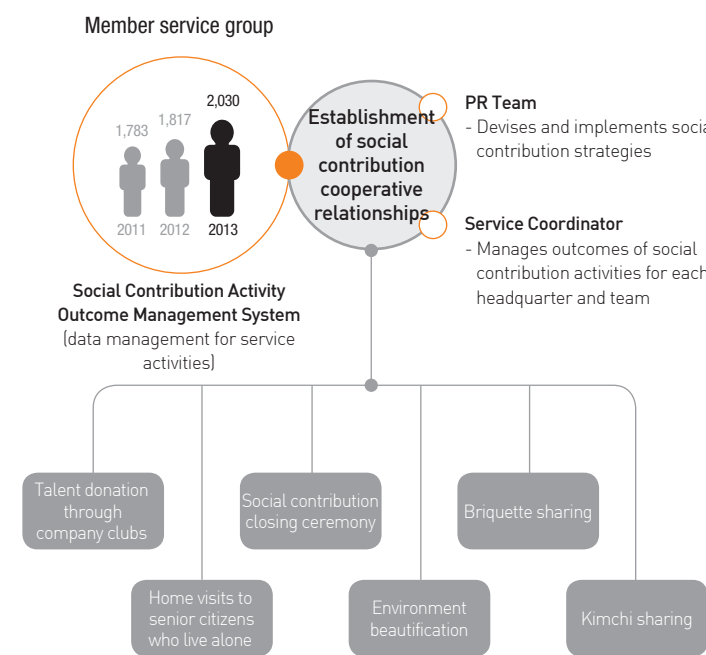 Member service group
1,783
1,817
2,030
2011
2012
2013
Social Contribution Activity
Outcome Management System
(data management for service
activities)
Establishment
of social
contribution
cooperative
relationships
PR Team
- Devises and implements socia
contribution strategies
Service Coordinator
- Manages outcomes of social
contribution activities for each
headquarter and team
Talent donation
through
company clubs
Social contribution
closing ceremony
Briquette sharing
Home visits to
senior citizens
who live alone
Environment
beautification
Kimchi sharing